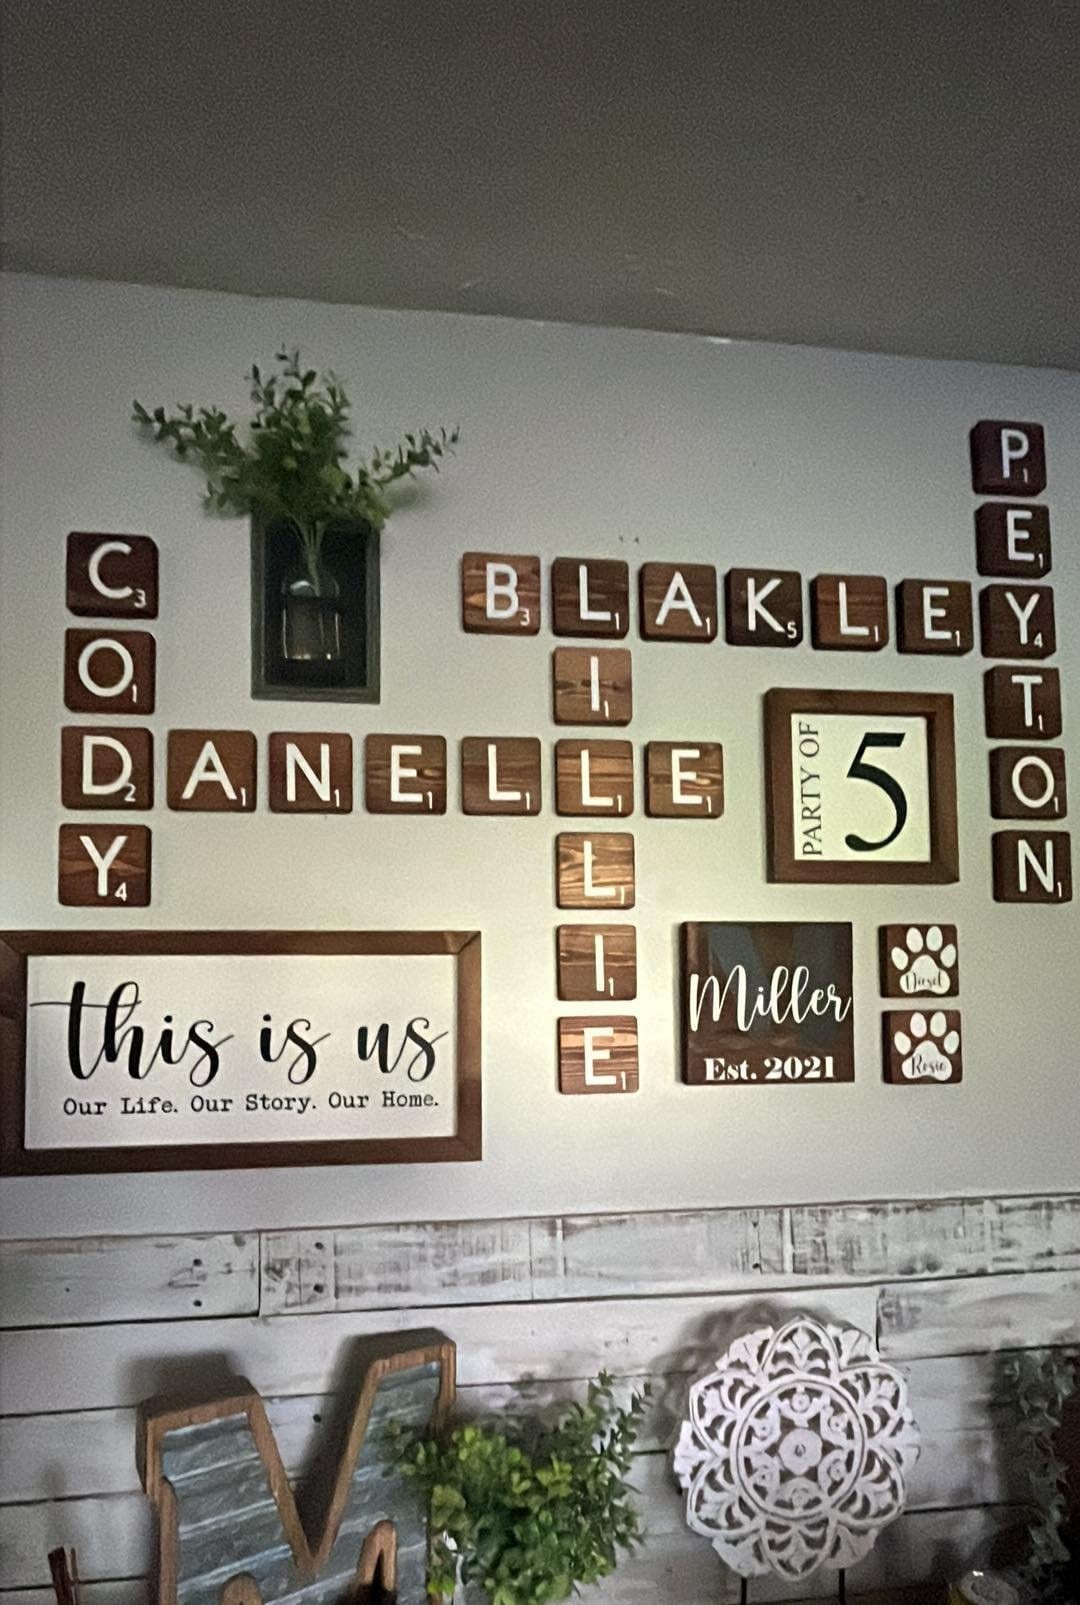 CODY
DANELLE
BLAKLEY
LILLIE
PEYTON
PARTY OF
5
this is us
Our Life. Our Story. Our Home.
Miller
Est. 2021
Diesel
Rosie
M